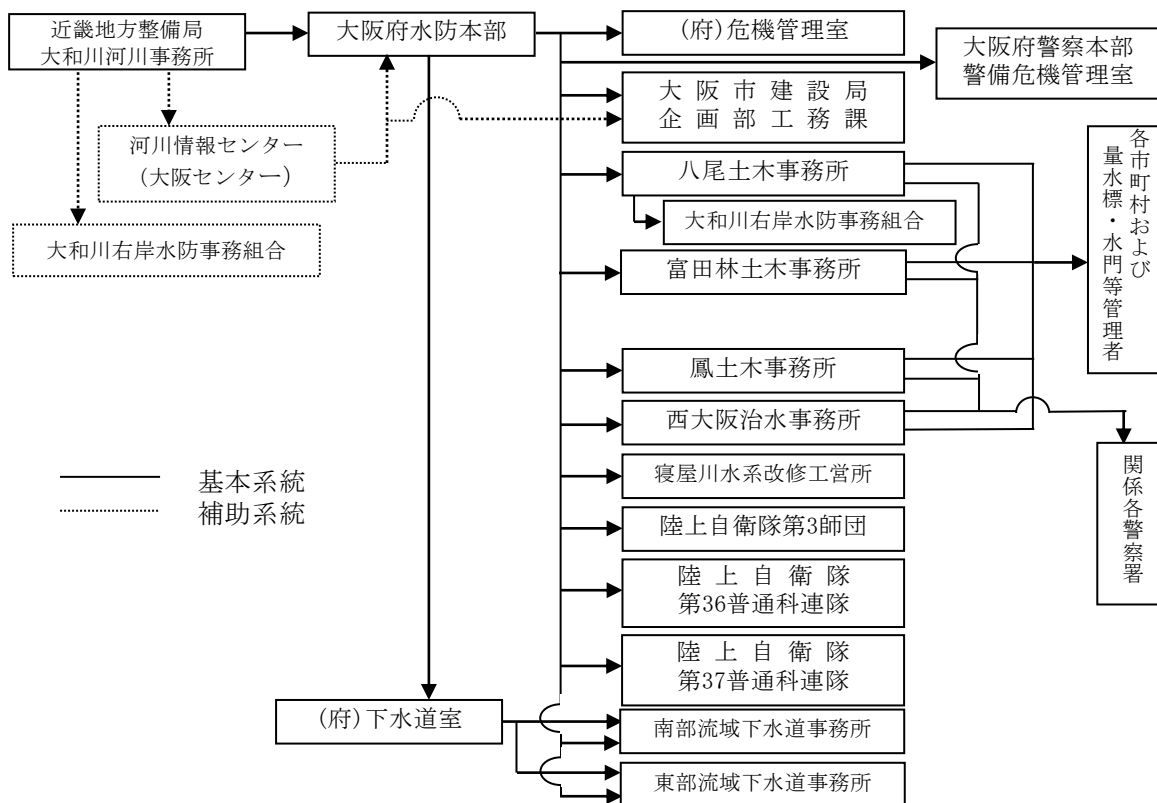 近畿地方整備局
大和川河川事務所
大阪府水防本部
(府)危機管理室
大阪府警察本部
警備危機管理室
大阪市建設局
企画部工務課
河川情報センター
(大阪センター)
八尾土木事務所
大和川右岸水防事務組合
大和川右岸水防事務組合
富田林土木事務所
各市町村および
量水標・水門等管理者
鳳土木事務所
西大阪治水事務所
関係各警察署
寝屋川水系改修工営所
基本系統
補助系統
陸上自衛隊第3師団
陸上自衛隊
第36普通科連隊
陸上自衛隊
第37普通科連隊
(府)下水道室
南部流域下水道事務所
東部流域下水道事務所